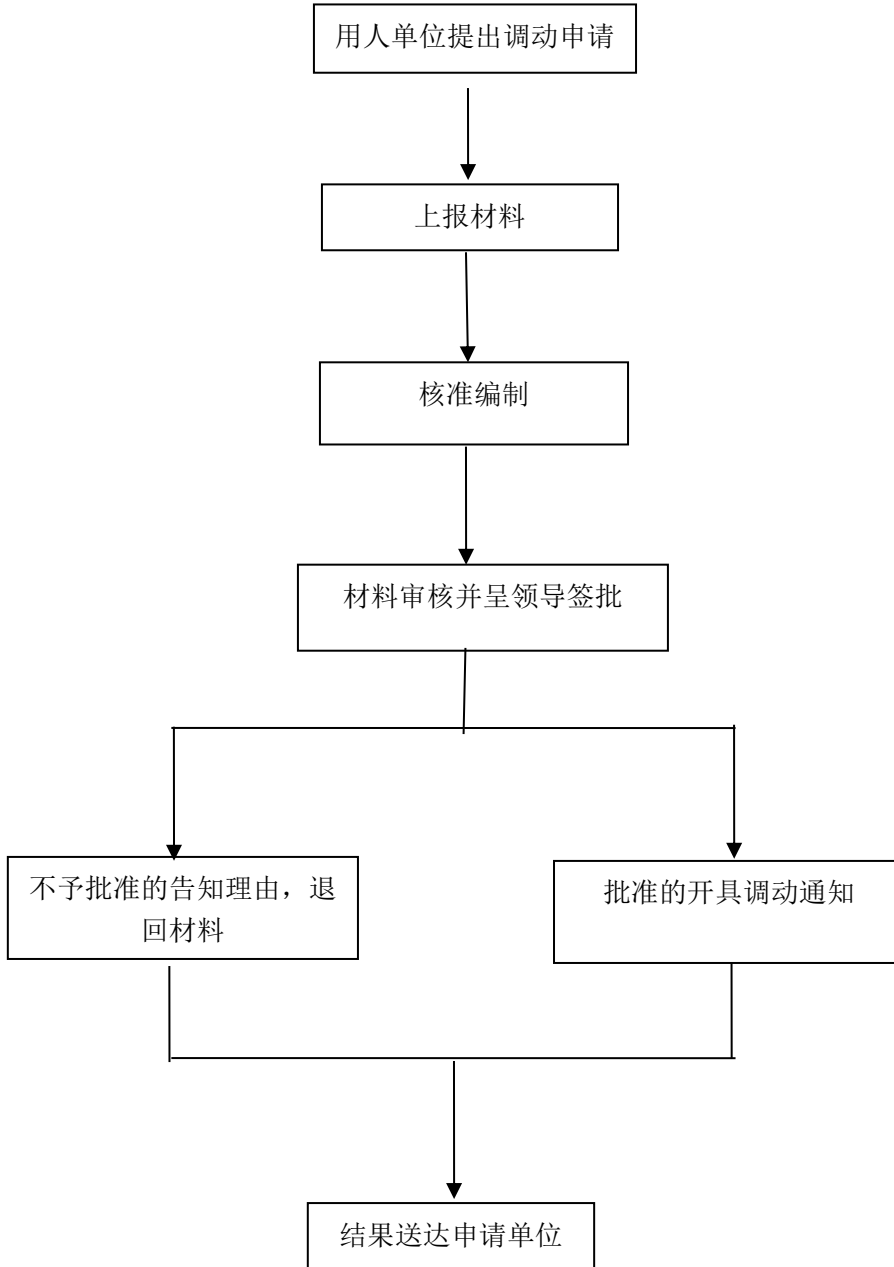 用人单位提出调动申请
上报材料
核准编制
材料审核并呈领导签批
不予批准的告知理由，退
回材料
批准的开具调动通知
结果送达申请单位